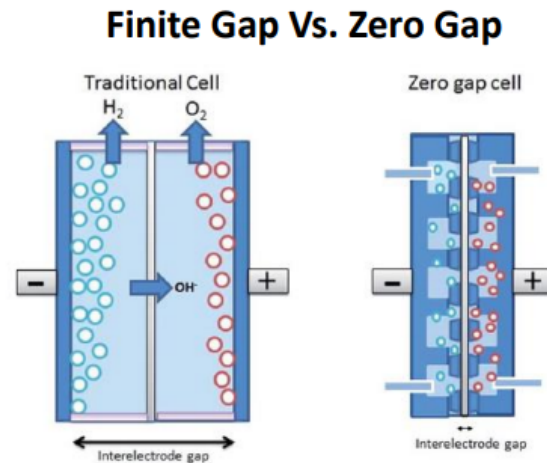 Finite Gap Vs. Zero Gap
Traditional Cell
H2
O2
Zero gap cell
-
OH-
+
-
+
Interelectrode gap
Interelectrode gap